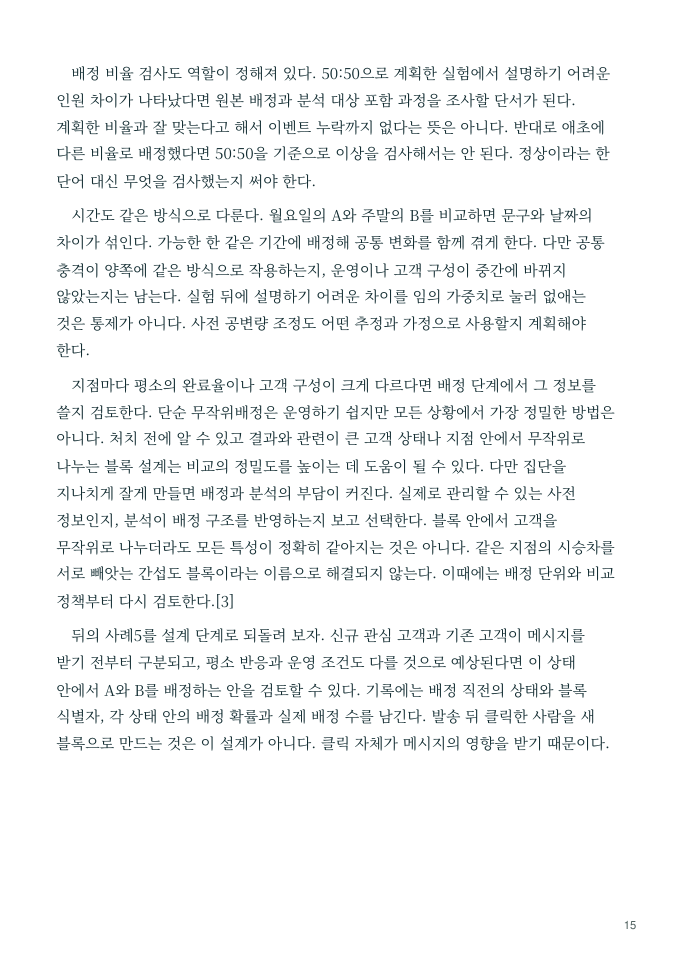 배정 비율 검사도 역할이 정해져 있다. 50:50으로 계획한 실험에서 설명하기 어려운
인원 차이가 나타났다면 원본 배정과 분석 대상 포함 과정을 조사할 단서가 된다.
계획한 비율과 잘 맞는다고 해서 이벤트 누락까지 없다는 뜻은 아니다. 반대로 애초에
다른 비율로 배정했다면 50:50을 기준으로 이상을 검사해서는 안 된다. 정상이라는 한
단어 대신 무엇을 검사했는지 써야 한다.
시간도 같은 방식으로 다룬다. 월요일의 A와 주말의 B를 비교하면 문구와 날짜의
차이가 섞인다. 가능한 한 같은 기간에 배정해 공통 변화를 함께 겪게 한다. 다만 공통
충격이 양쪽에 같은 방식으로 작용하는지, 운영이나 고객 구성이 중간에 바뀌지
않았는지는 남는다. 실험 뒤에 설명하기 어려운 차이를 임의 가중치로 눌러 없애는
것은 통제가 아니다. 사전 공변량 조정도 어떤 추정과 가정으로 사용할지 계획해야
한다.
지점마다 평소의 완료율이나 고객 구성이 크게 다르다면 배정 단계에서 그 정보를
쓸지 검토한다. 단순 무작위배정은 운영하기 쉽지만 모든 상황에서 가장 정밀한 방법은
아니다. 처치 전에 알 수 있고 결과와 관련이 큰 고객 상태나 지점 안에서 무작위로
나누는 블록 설계는 비교의 정밀도를 높이는 데 도움이 될 수 있다. 다만 집단을
지나치게 잘게 만들면 배정과 분석의 부담이 커진다. 실제로 관리할 수 있는 사전
정보인지, 분석이 배정 구조를 반영하는지 보고 선택한다. 블록 안에서 고객을
무작위로 나누더라도 모든 특성이 정확히 같아지는 것은 아니다. 같은 지점의 시승차를
서로 빼앗는 간섭도 블록이라는 이름으로 해결되지 않는다. 이때에는 배정 단위와 비교
정책부터 다시 검토한다.[3]
뒤의 사례5를 설계 단계로 되돌려 보자. 신규 관심 고객과 기존 고객이 메시지를
받기 전부터 구분되고, 평소 반응과 운영 조건도 다를 것으로 예상된다면 이 상태
안에서 A와 B를 배정하는 안을 검토할 수 있다. 기록에는 배정 직전의 상태와 블록
식별자, 각 상태 안의 배정 확률과 실제 배정 수를 남긴다. 발송 뒤 클릭한 사람을 새
블록으로 만드는 것은 이 설계가 아니다. 클릭 자체가 메시지의 영향을 받기 때문이다.
15